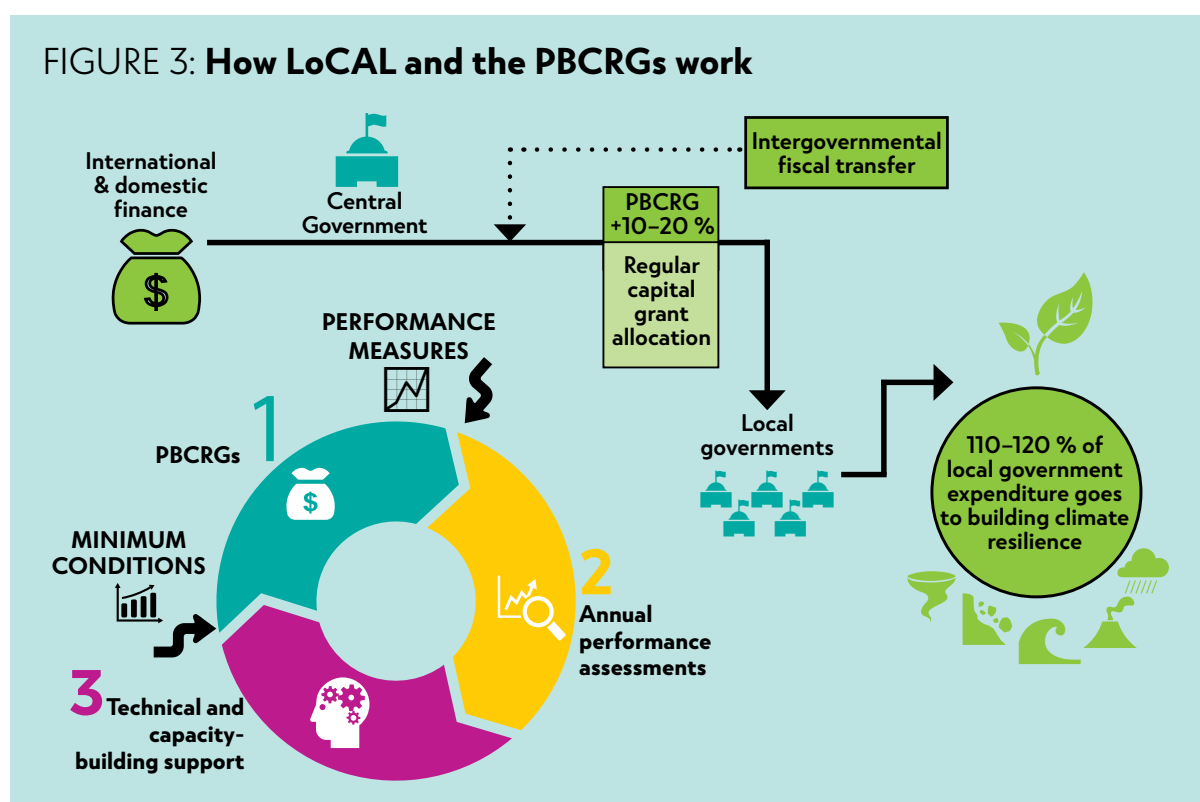 FIGURE 3: How LoCAL and the PBCRGs work
International
& domestic
finance
$
Central
Government
Intergovernmental
fiscal transfer
PBCRG
+10–20 %
Regular
capital
grant
allocation
Local
governments
110–120 % of
local government
expenditure goes
to building climate
resilience
PERFORMANCE
MEASURES
1
PBCRGs
$
MINIMUM
CONDITIONS
2
Annual
performance
assessments
3
Technical and
capacity-
building support